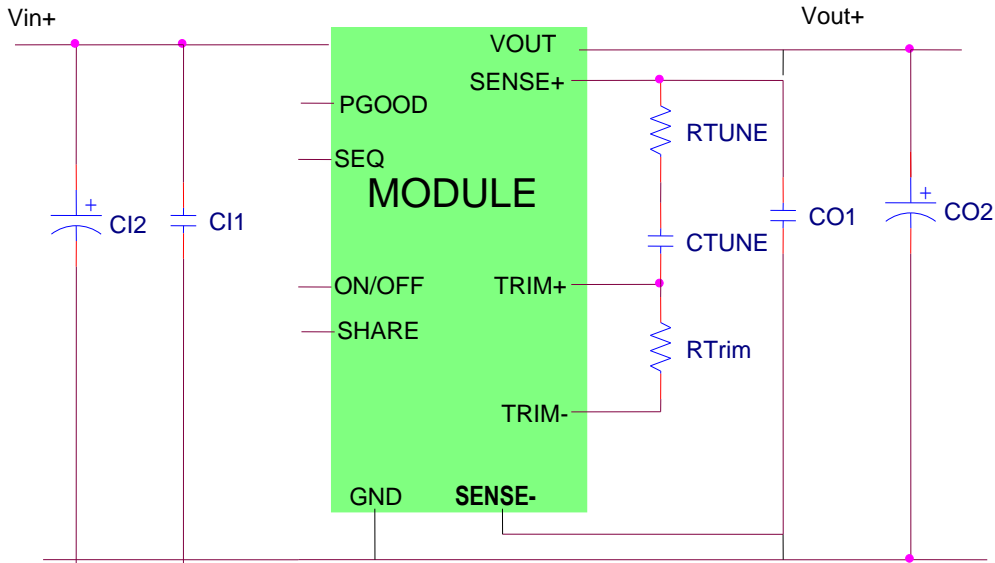 Vin+
Vout+
VOUT
SENSE+
PGOOD
RTUNE
SEQ
MODULE
+
CI2
CI1
CO1
+
CO2
CTUNE
ON/OFF
TRIM+
SHARE
RTrim
TRIM-
GND
SENSE-